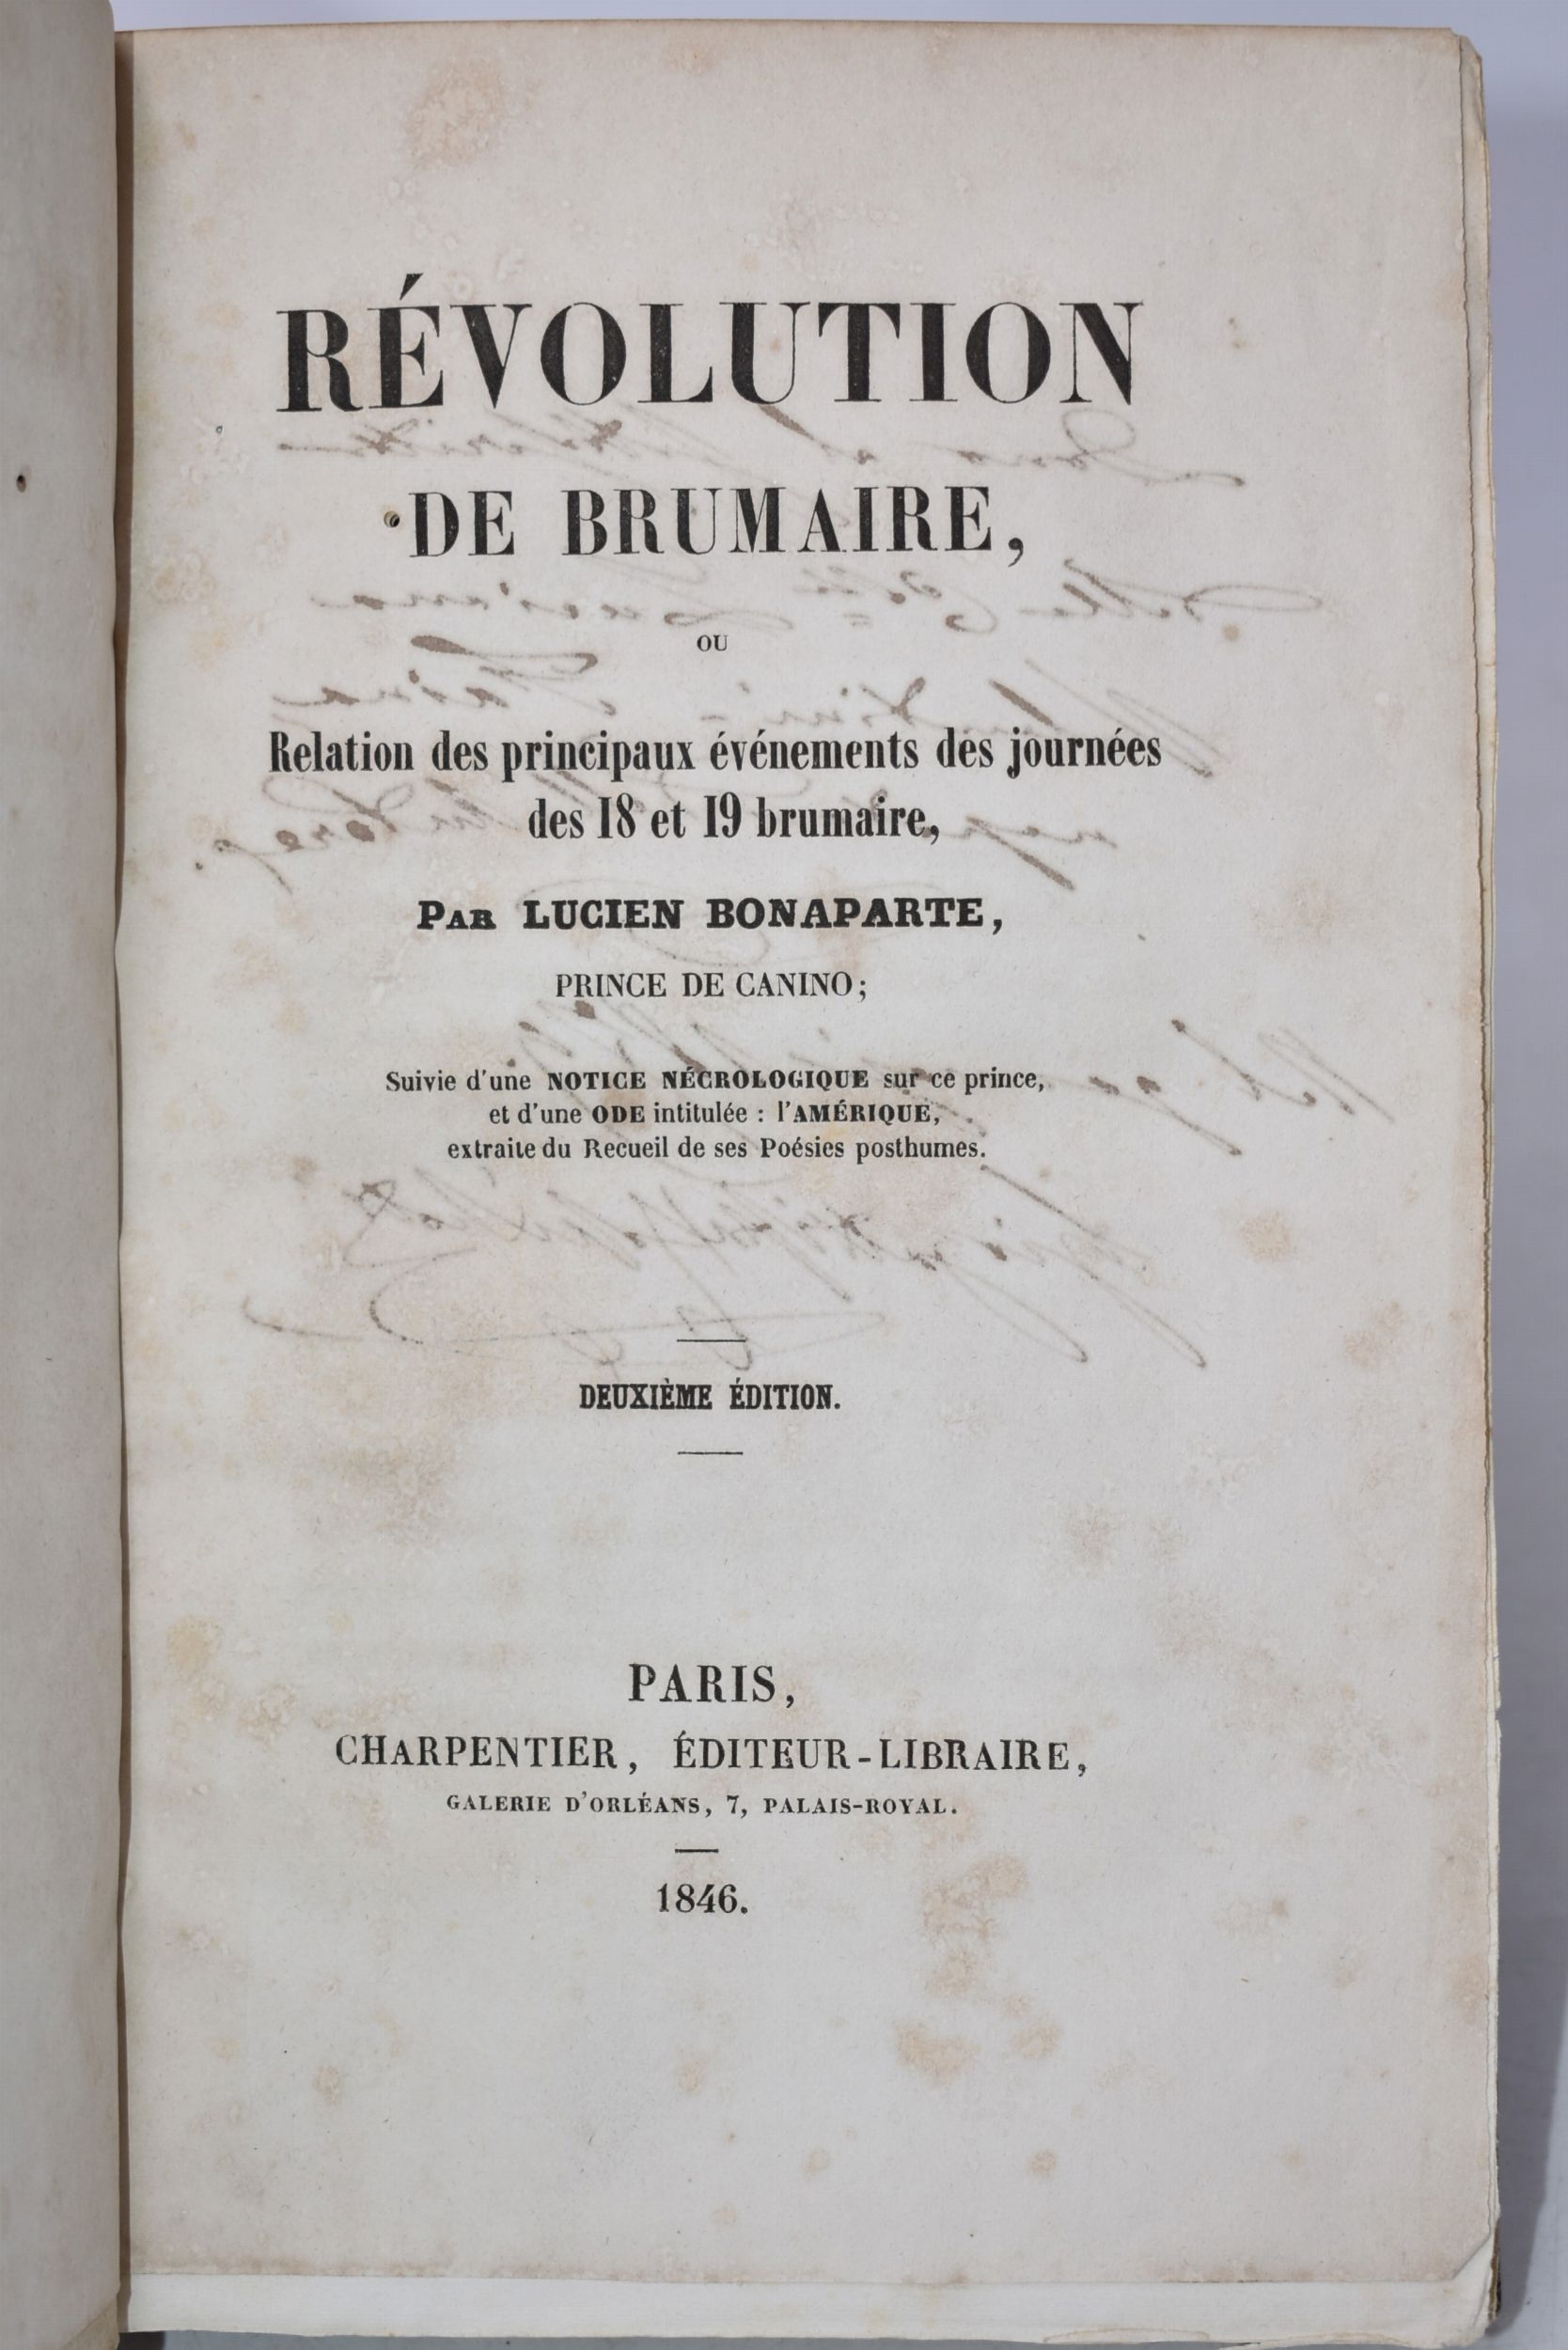 RÉVOLUTION
DE BRUMAIRE,
OU
Relation des principaux événements des journées
des 18 et 19 brumaire,
PAR LUCIEN BONAPARTE,
PRINCE DE CANINO;
Suivie d'une NOTICE NÉCROLOGIQUE sur ce prince,
et d'une ODE intitulée : l'AMÉRIQUE,
extraite du Recueil de ses Poésies posthumes.
DEUXIÈME ÉDITION.
PARIS,
CHARPENTIER, ÉDITEUR-LIBRAIRE,
GALERIE D'ORLÉANS, 7, PALAIS-ROYAL.
1846.